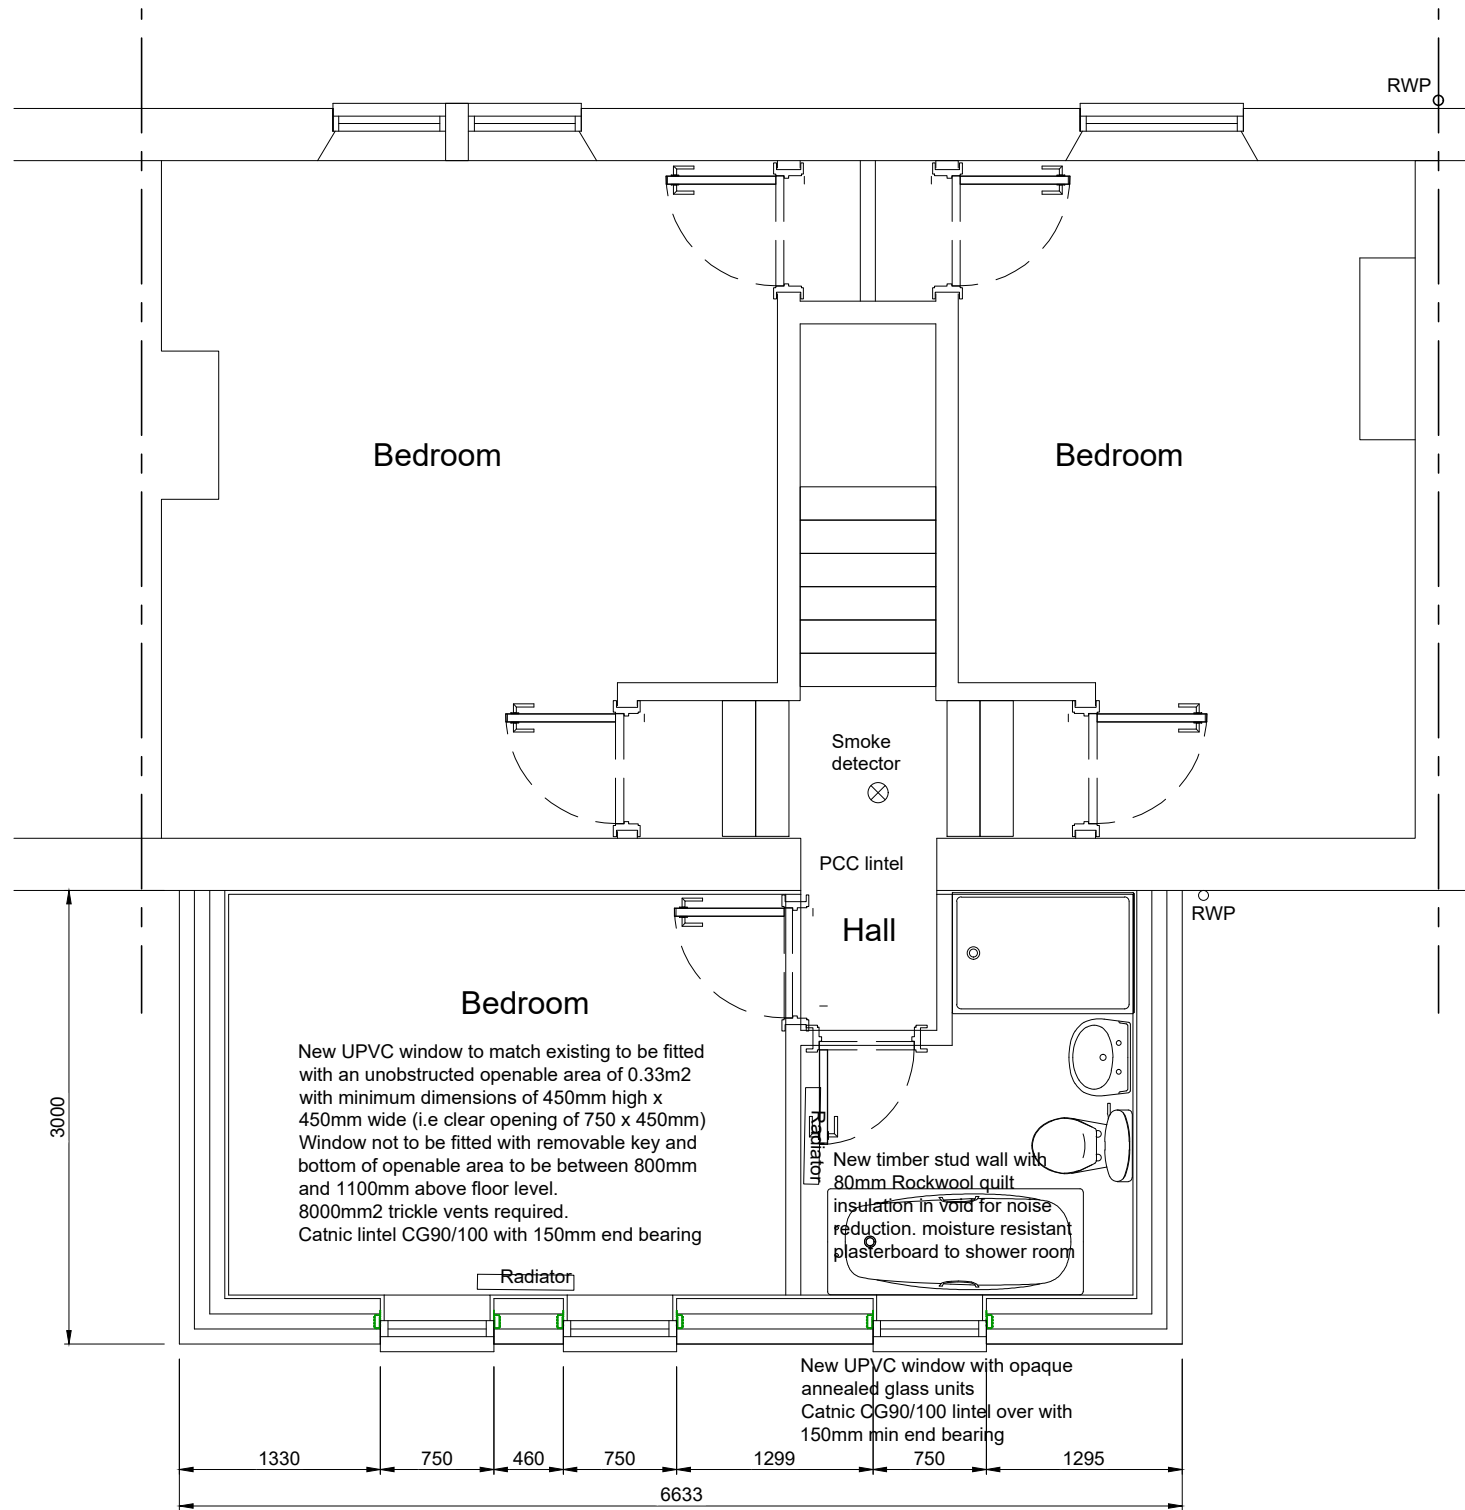 RWP
Bedroom
Bedroom
Smoke
detector
PCC lintel
Hall
RWP
Bedroom
New UPVC window to match existing to be fitted
with an unobstructed openable area of 0.33m2
with minimum dimensions of 450mm high x
450mm wide (i.e clear opening of 750 x 450mm)
Window not to be fitted with removable key and
bottom of openable area to be between 800mm
and 1100mm above floor level.
8000mm2 trickle vents required.
Catnic lintel CG90/100 with 150mm end bearing
3000
Radiator
New timber stud wall with
80mm Rockwool quilt
insulation in void for noise
reduction. moisture resistant
plasterboard to shower room
Radiator
New UPVC window with opaque
annealed glass units
Catnic CG90/100 lintel over with
150mm min end bearing
1330
750
460
750
1299
750
1295
6633